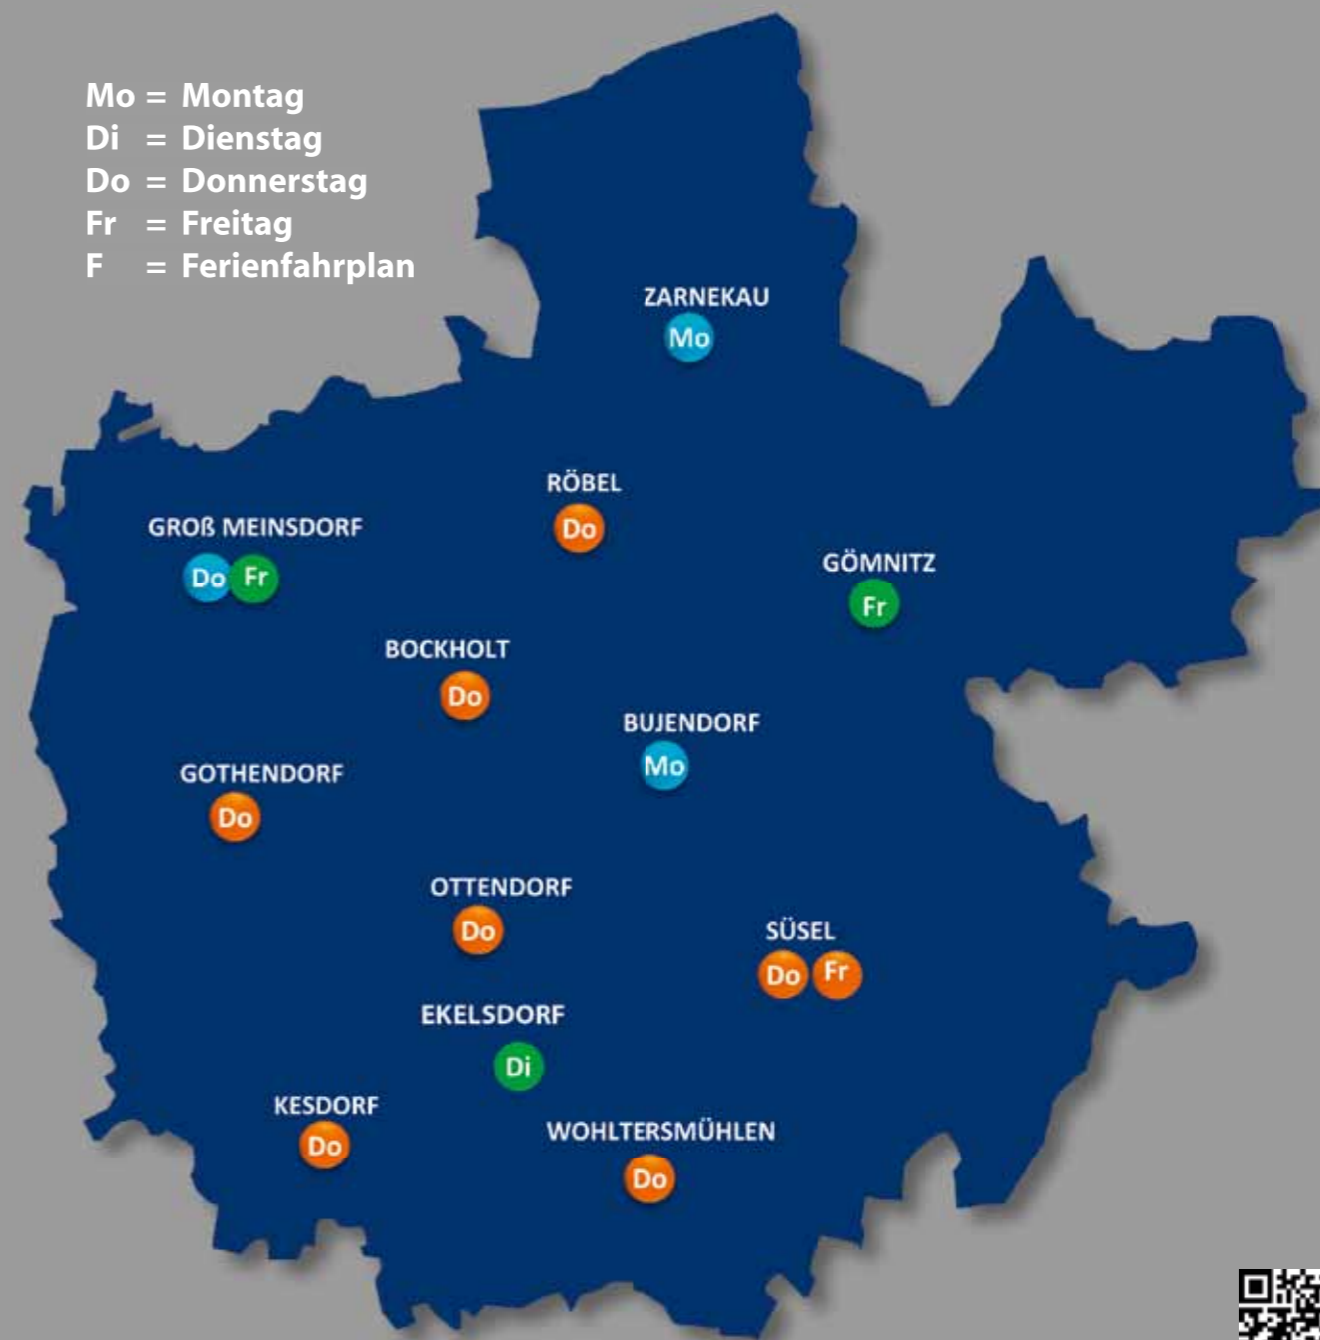 Mo = Montag
Di = Dienstag
Do = Donnerstag
Fr = Freitag
F = Ferienfahrplan
ZARNEKAU
Mo
RÖBEL
Do
GROß MEINSDORF
Do Fr
GÖMNITZ
Fr
BOCKHOLT
Do
BUJENDORF
Mo
GOTHENDORF
Do
OTTENDORF
Do
SÜSEL
Do Fr
EKELSDORF
Di
KESDORF
Do
WOHLTERSMÜHLEN
Do